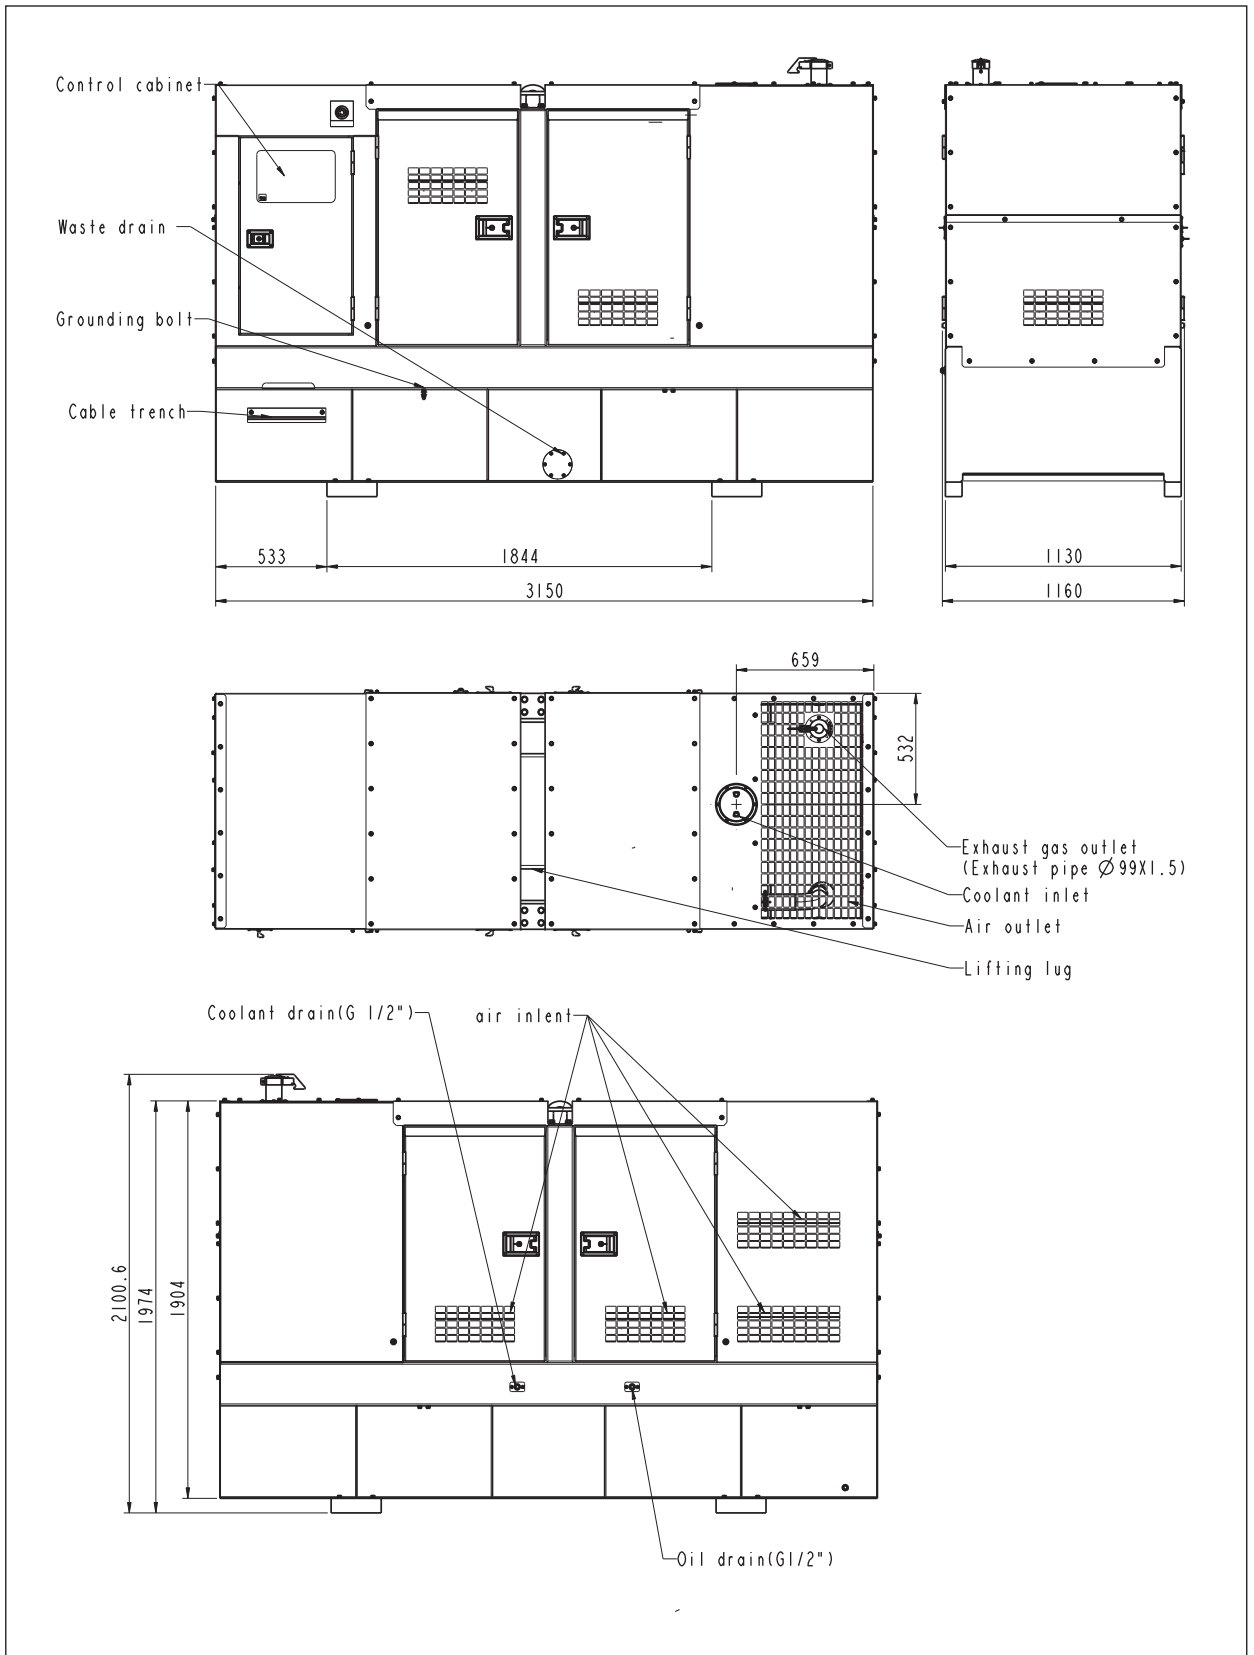 Control cabinet
Waste drain
Grounding bolt
Cable trench
533
1844
3150
1130
1160
659
532
Exhaust gas outlet
(Exhaust pipe Ø99X1.5)
Coolant inlet
Air outlet
Lifting lug
Coolant drain(G 1/2")
air inlent
2100.6
1974
1904
Oil drain(G1/2")